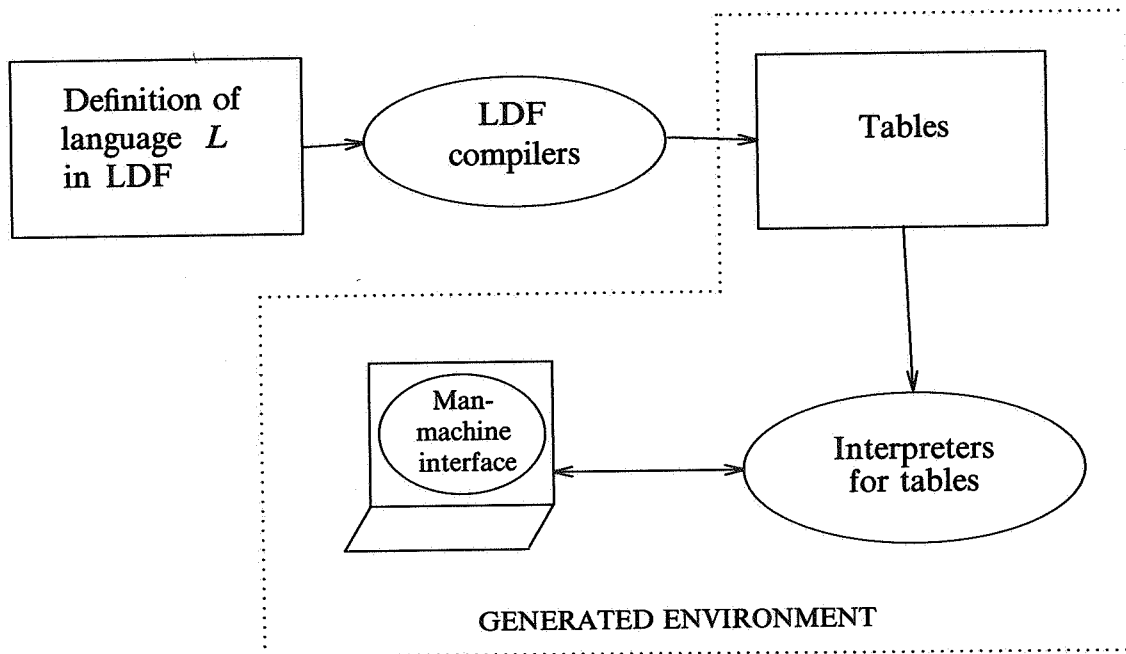 Definition of
language L
in LDF
LDF
compilers
Tables
Man-
machine
interface
Interpreters
for tables
GENERATED ENVIRONMENT